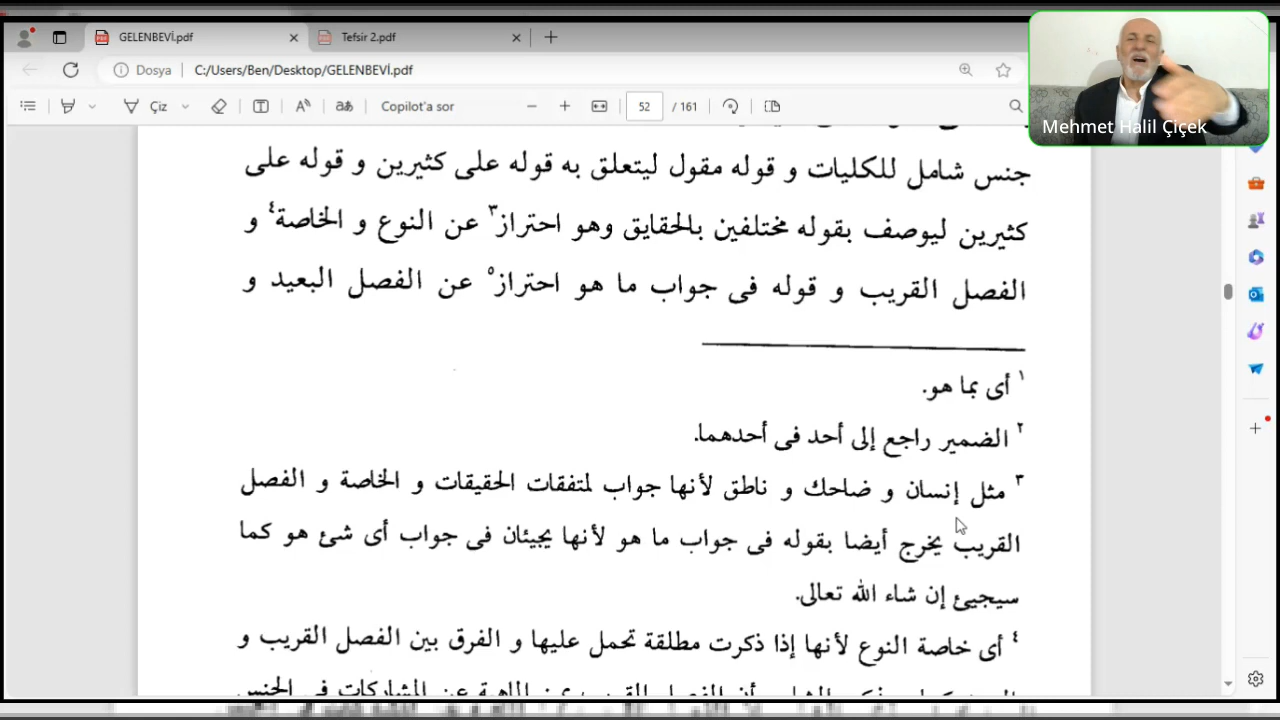 GELENBEVİ.pdf
Tefsir 2.pdf
Dosya
C:/Users/Ben/Desktop/GELENBEVİ.pdf
Çiz
Copilot'a sor
52 / 161
Mehmet Halil Çiçek
جنس شامل للكليات و قوله مقول ليتعلق به قوله على كثيرين و قوله على
كثيرين ليوصف بقوله مختلفين بالحقايق وهو احتراز٣ عن النوع و الخاصة٤ و
الفصل القريب و قوله فى جواب ما هو احتراز٥ عن الفصل البعيد و
١ أى بما هو.
٢ الضمير راجع إلى أحد فى أحدهما.
٣ مثل إنسان و ضاحك و ناطق لأنها جواب لمتفقات الحقيقات و الخاصة و الفصل
القريب يخرج أيضا بقوله فى جواب ما هو لأنها يجيئان فى جواب أى شئ هو كما
سيجيئ إن شاء الله تعالى.
٤ أى خاصة النوع لأنها إذا ذكرت مطلقة تحمل عليها و الفرق بين الفصل القريب و